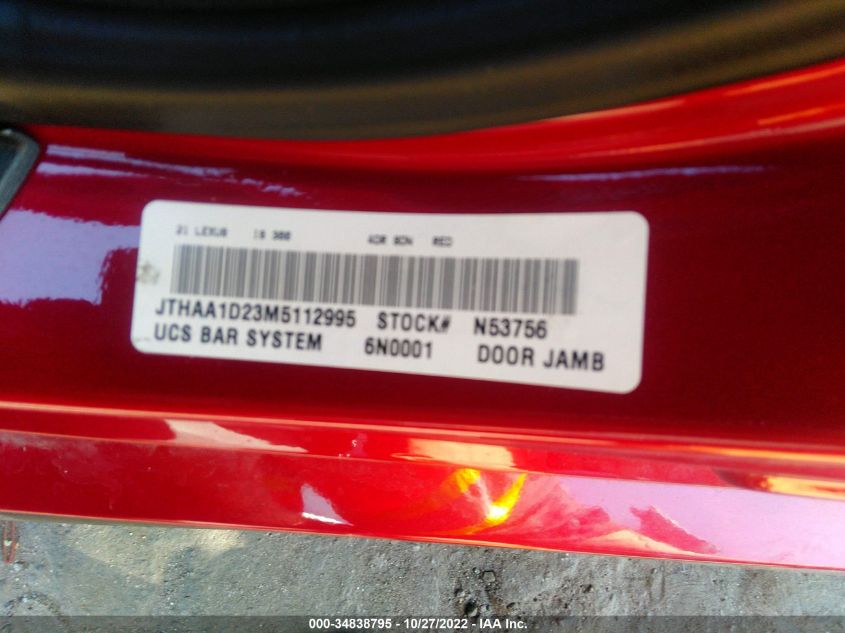 21 LEXUS IS 300 4DR SDN RED
JTHAA1D23M5112995 STOCK# N53756
UCS BAR SYSTEM 6N0001 DOOR JAMB
000-34838795 - 10/27/2022 - IAA Inc.